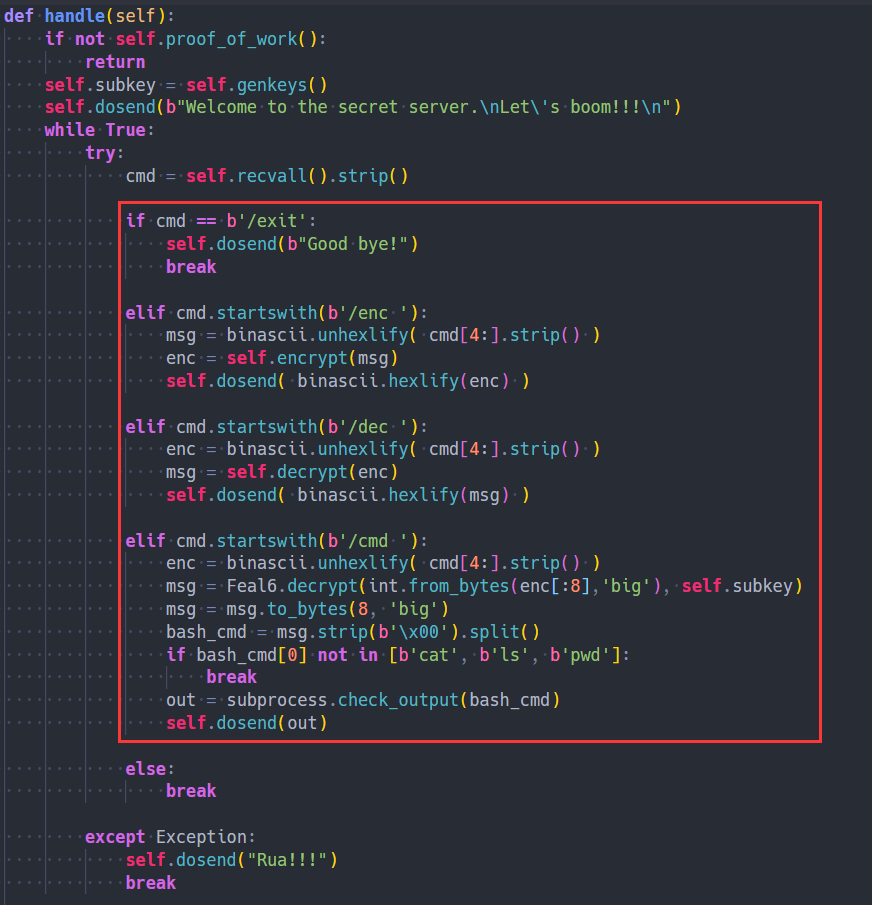 def handle(self):
    if not self.proof_of_work():
        return
    self.subkey = self.genkeys()
    self.dosend(b"Welcome to the secret server.\nLet\'s boom!!!\n")
    while True:
        try:
            cmd = self.recvall().strip()

            if cmd == b'/exit':
                self.dosend(b"Good bye!")
                break

            elif cmd.startswith(b'/enc '):
                msg = binascii.unhexlify( cmd[4:].strip() )
                enc = self.encrypt(msg)
                self.dosend( binascii.hexlify(enc) )

            elif cmd.startswith(b'/dec '):
                enc = binascii.unhexlify( cmd[4:].strip() )
                msg = self.decrypt(enc)
                self.dosend( binascii.hexlify(msg) )

            elif cmd.startswith(b'/cmd '):
                enc = binascii.unhexlify( cmd[4:].strip() )
                msg = Feal6.decrypt(int.from_bytes(enc[:8],'big'), self.subkey)
                msg = msg.to_bytes(8, 'big')
                bash_cmd = msg.strip(b'\x00').split()
                if bash_cmd[0] not in [b'cat', b'ls', b'pwd']:
                    break
                out = subprocess.check_output(bash_cmd)
                self.dosend(out)

            else:
                break

        except Exception:
            self.dosend("Rua!!!")
            break